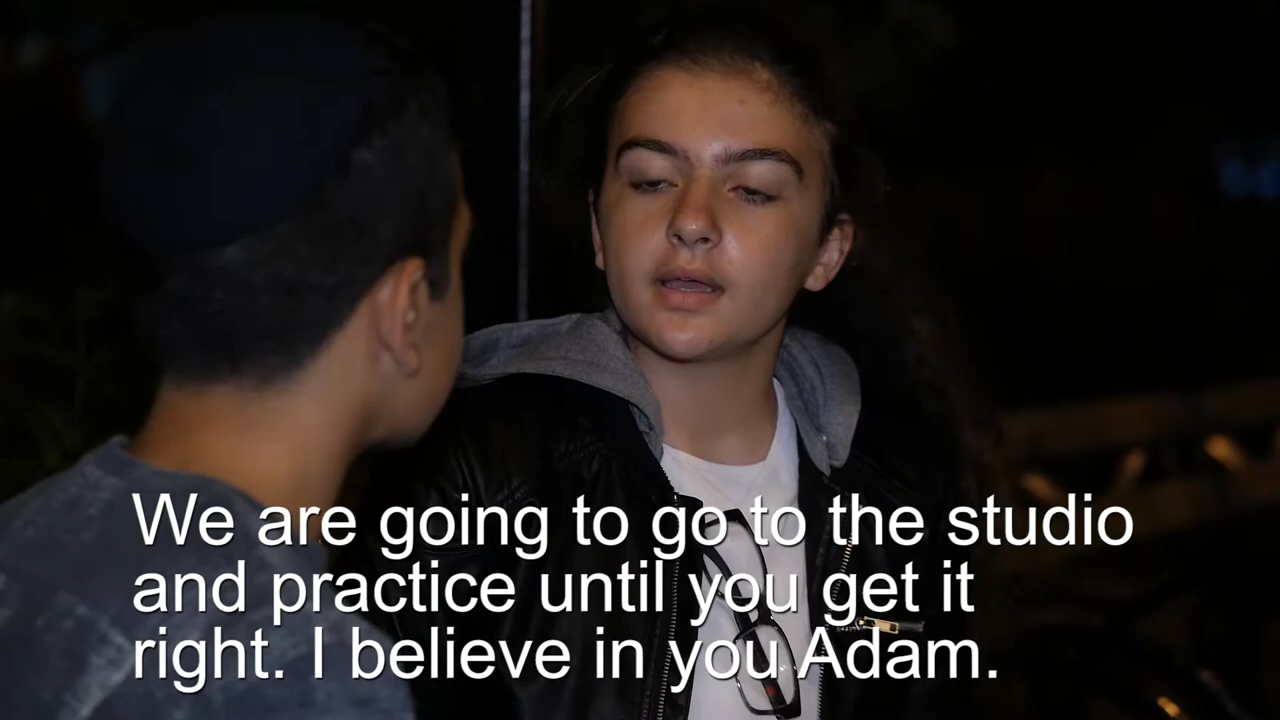 We are going to go to the studio
and practice until you get it
right. I believe in you Adam.